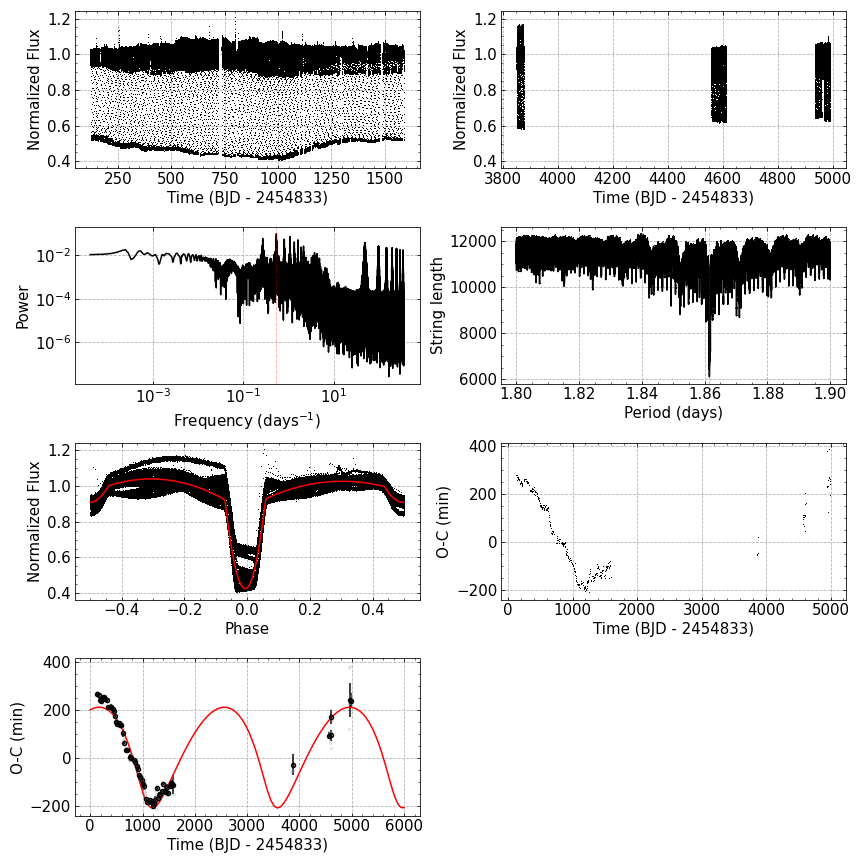 Normalized Flux
1.2
1.0
0.8
0.6
0.4
250 500 750 1000 1250 1500
Time (BJD - 2454833)
Normalized Flux
1.2
1.0
0.8
0.6
0.4
3800 4000 4200 4400 4600 4800 5000
Time (BJD - 2454833)
Power
10⁻²
10⁻⁴
10⁻⁶
10⁻³ 10⁻¹ 10¹
Frequency (days⁻¹)
String length
12000
10000
8000
6000
1.80 1.82 1.84 1.86 1.88 1.90
Period (days)
Normalized Flux
1.2
1.0
0.8
0.6
0.4
−0.4 −0.2 0.0 0.2 0.4
Phase
O-C (min)
400
200
0
−200
0 1000 2000 3000 4000 5000
Time (BJD - 2454833)
O-C (min)
400
200
0
−200
0 1000 2000 3000 4000 5000 6000
Time (BJD - 2454833)